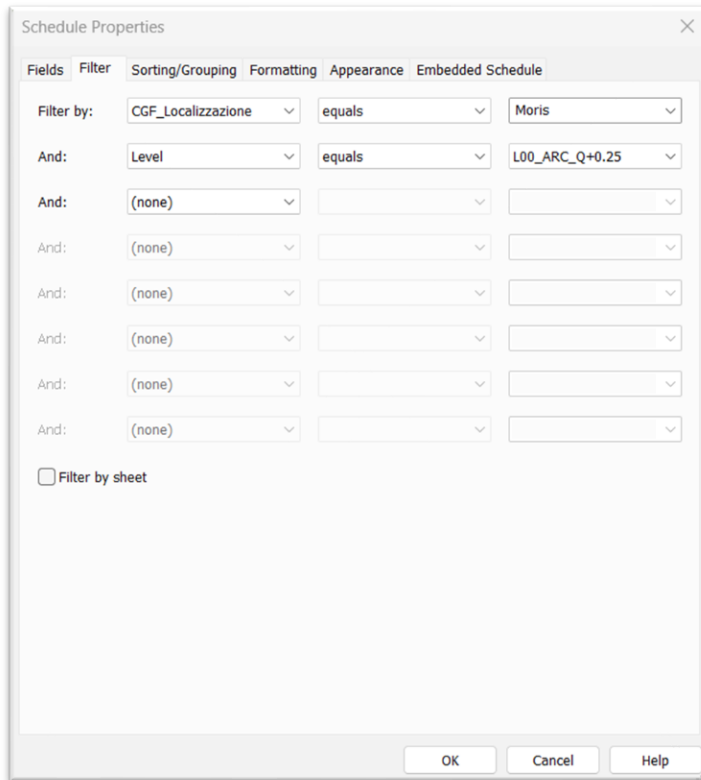 Schedule Properties
Fields Filter Sorting/Grouping Formatting Appearance Embedded Schedule
Filter by: CGF_Localizzazione equals Moris
And: Level equals L00_ARC_Q+0.25
And: (none)
And: (none)
And: (none)
And: (none)
And: (none)
And: (none)
Filter by sheet
OK Cancel Help